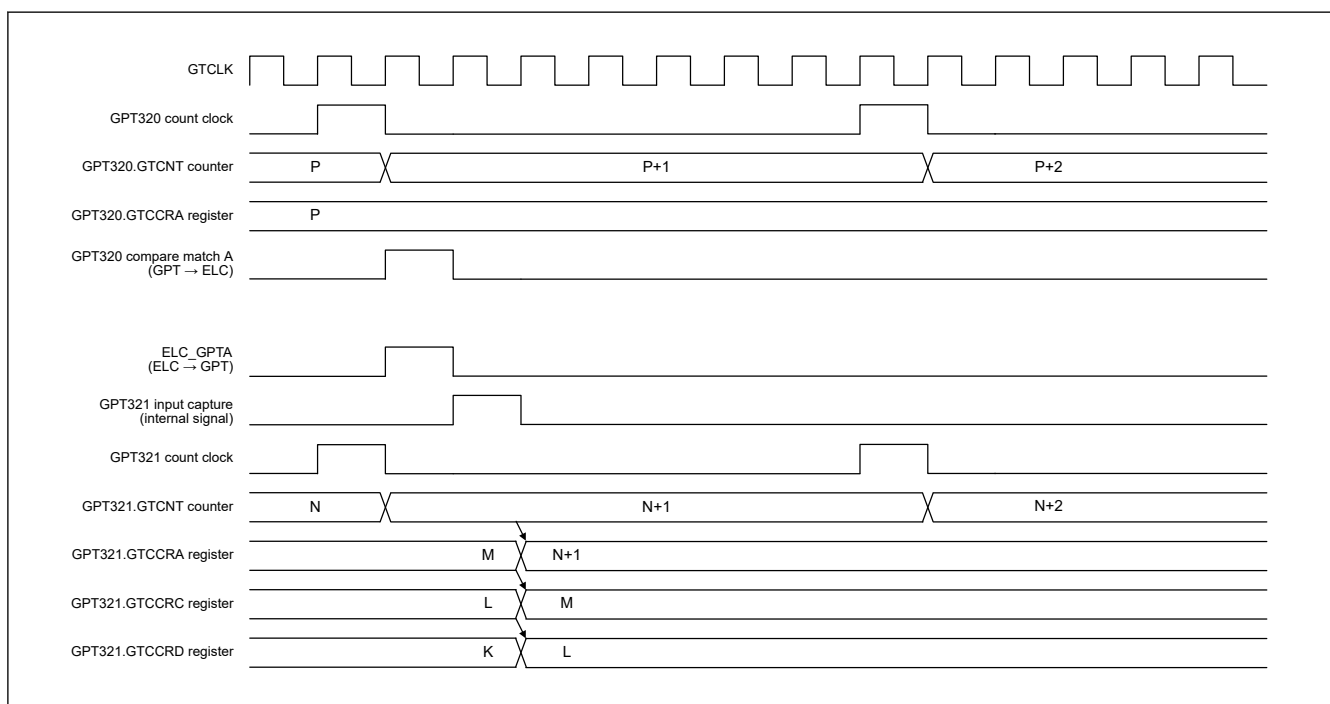 GTCLK
GPT320 count clock
GPT320.GTCNT counter P P+1 P+2
GPT320.GTCCRA register P
GPT320 compare match A
(GPT → ELC)
ELC_GPTA
(ELC → GPT)
GPT321 input capture
(internal signal)
GPT321 count clock
GPT321.GTCNT counter N N+1 N+2
GPT321.GTCCRA register M N+1
GPT321.GTCCRC register L M
GPT321.GTCCRD register K L